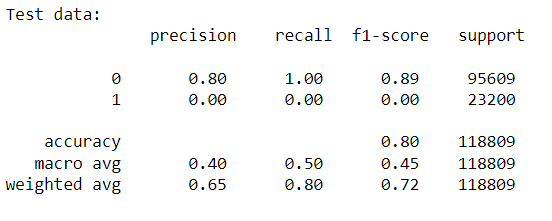 Test data:
precision recall f1-score support
0 0.80 1.00 0.89 95609
1 0.00 0.00 0.00 23200
accuracy 0.80 118809
macro avg 0.40 0.50 0.45 118809
weighted avg 0.65 0.80 0.72 118809